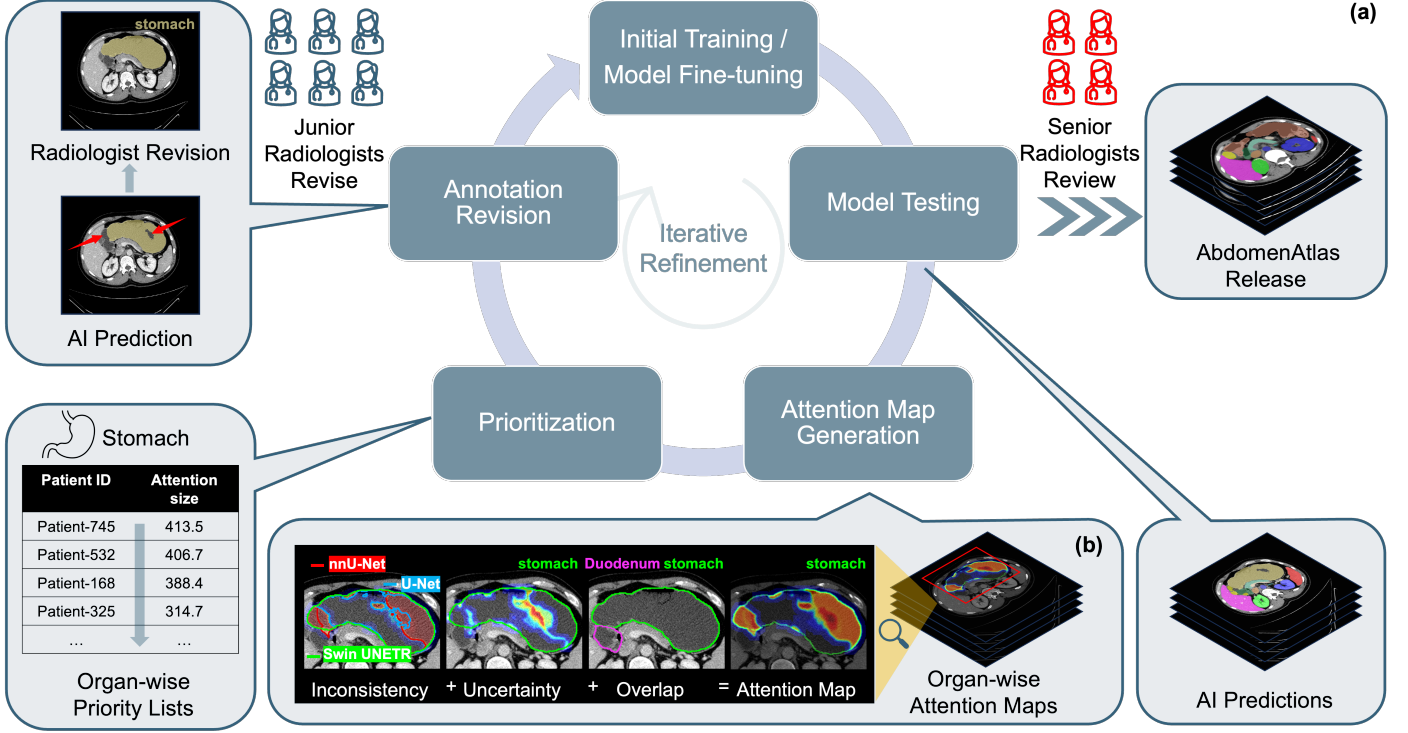 (a)
stomach
Radiologist Revision
AI Prediction
Junior
Radiologists
Revise
Initial Training /
Model Fine-tuning
Senior
Radiologists
Review
AbdomenAtlas
Release
Annotation
Revision
Model Testing
Iterative
Refinement
Prioritization
Attention Map
Generation
Stomach
Patient ID Attention size
Patient-745 413.5
Patient-532 406.7
Patient-168 388.4
Patient-325 314.7
... ...
Organ-wise
Priority Lists
(b)
nnU-Net
U-Net
Swin UNETR
stomach
Duodenum stomach
stomach
Inconsistency + Uncertainty + Overlap = Attention Map
Organ-wise
Attention Maps
AI Predictions